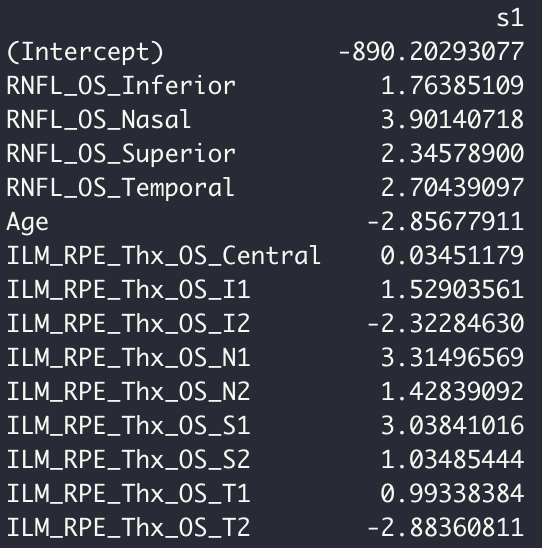 s1
(Intercept) -890.20293077
RNFL_OS_Inferior 1.76385109
RNFL_OS_Nasal 3.90140718
RNFL_OS_Superior 2.34578900
RNFL_OS_Temporal 2.70439097
Age -2.85677911
ILM_RPE_Thx_OS_Central 0.03451179
ILM_RPE_Thx_OS_I1 1.52903561
ILM_RPE_Thx_OS_I2 -2.32284630
ILM_RPE_Thx_OS_N1 3.31496569
ILM_RPE_Thx_OS_N2 1.42839092
ILM_RPE_Thx_OS_S1 3.03841016
ILM_RPE_Thx_OS_S2 1.03485444
ILM_RPE_Thx_OS_T1 0.99338384
ILM_RPE_Thx_OS_T2 -2.88360811